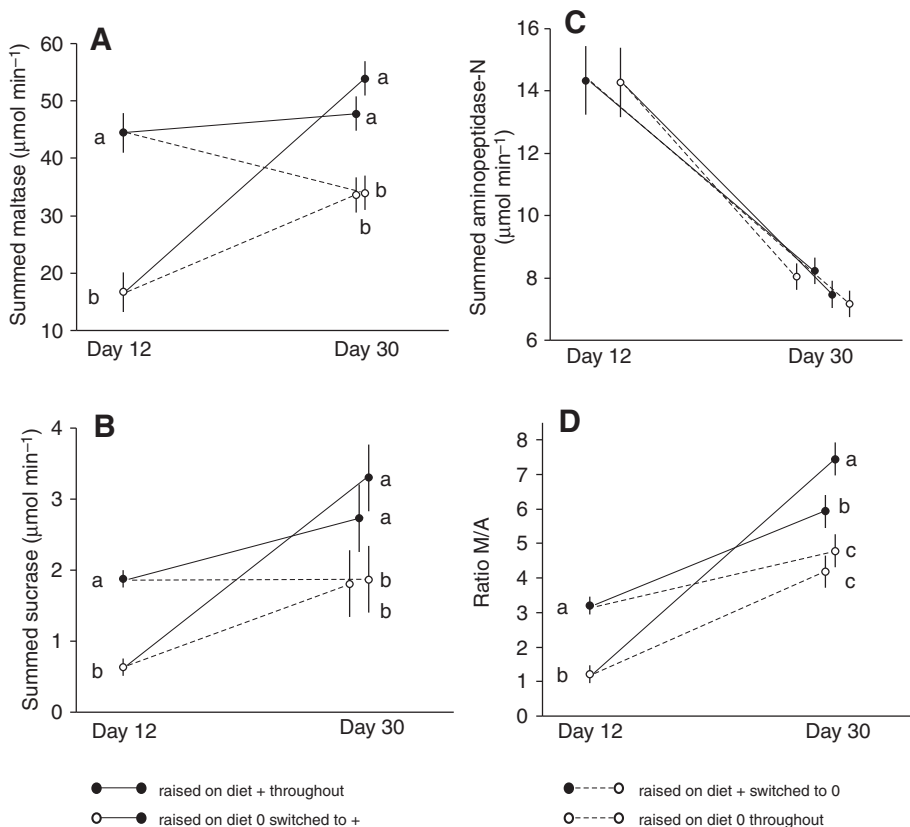 A
Summed maltase (μmol min⁻¹)
60
50
40
30
20
10
a
b
a
a
b
b
Day 12
Day 30
B
Summed sucrase (μmol min⁻¹)
4
3
2
1
0
a
b
a
a
b
b
Day 12
Day 30
C
Summed aminopeptidase-N
(μmol min⁻¹)
16
14
12
10
8
6
Day 12
Day 30
D
Ratio M/A
8
7
6
5
4
3
2
1
0
a
b
a
b
c
c
Day 12
Day 30
raised on diet + throughout
raised on diet 0 switched to +
raised on diet + switched to 0
raised on diet 0 throughout